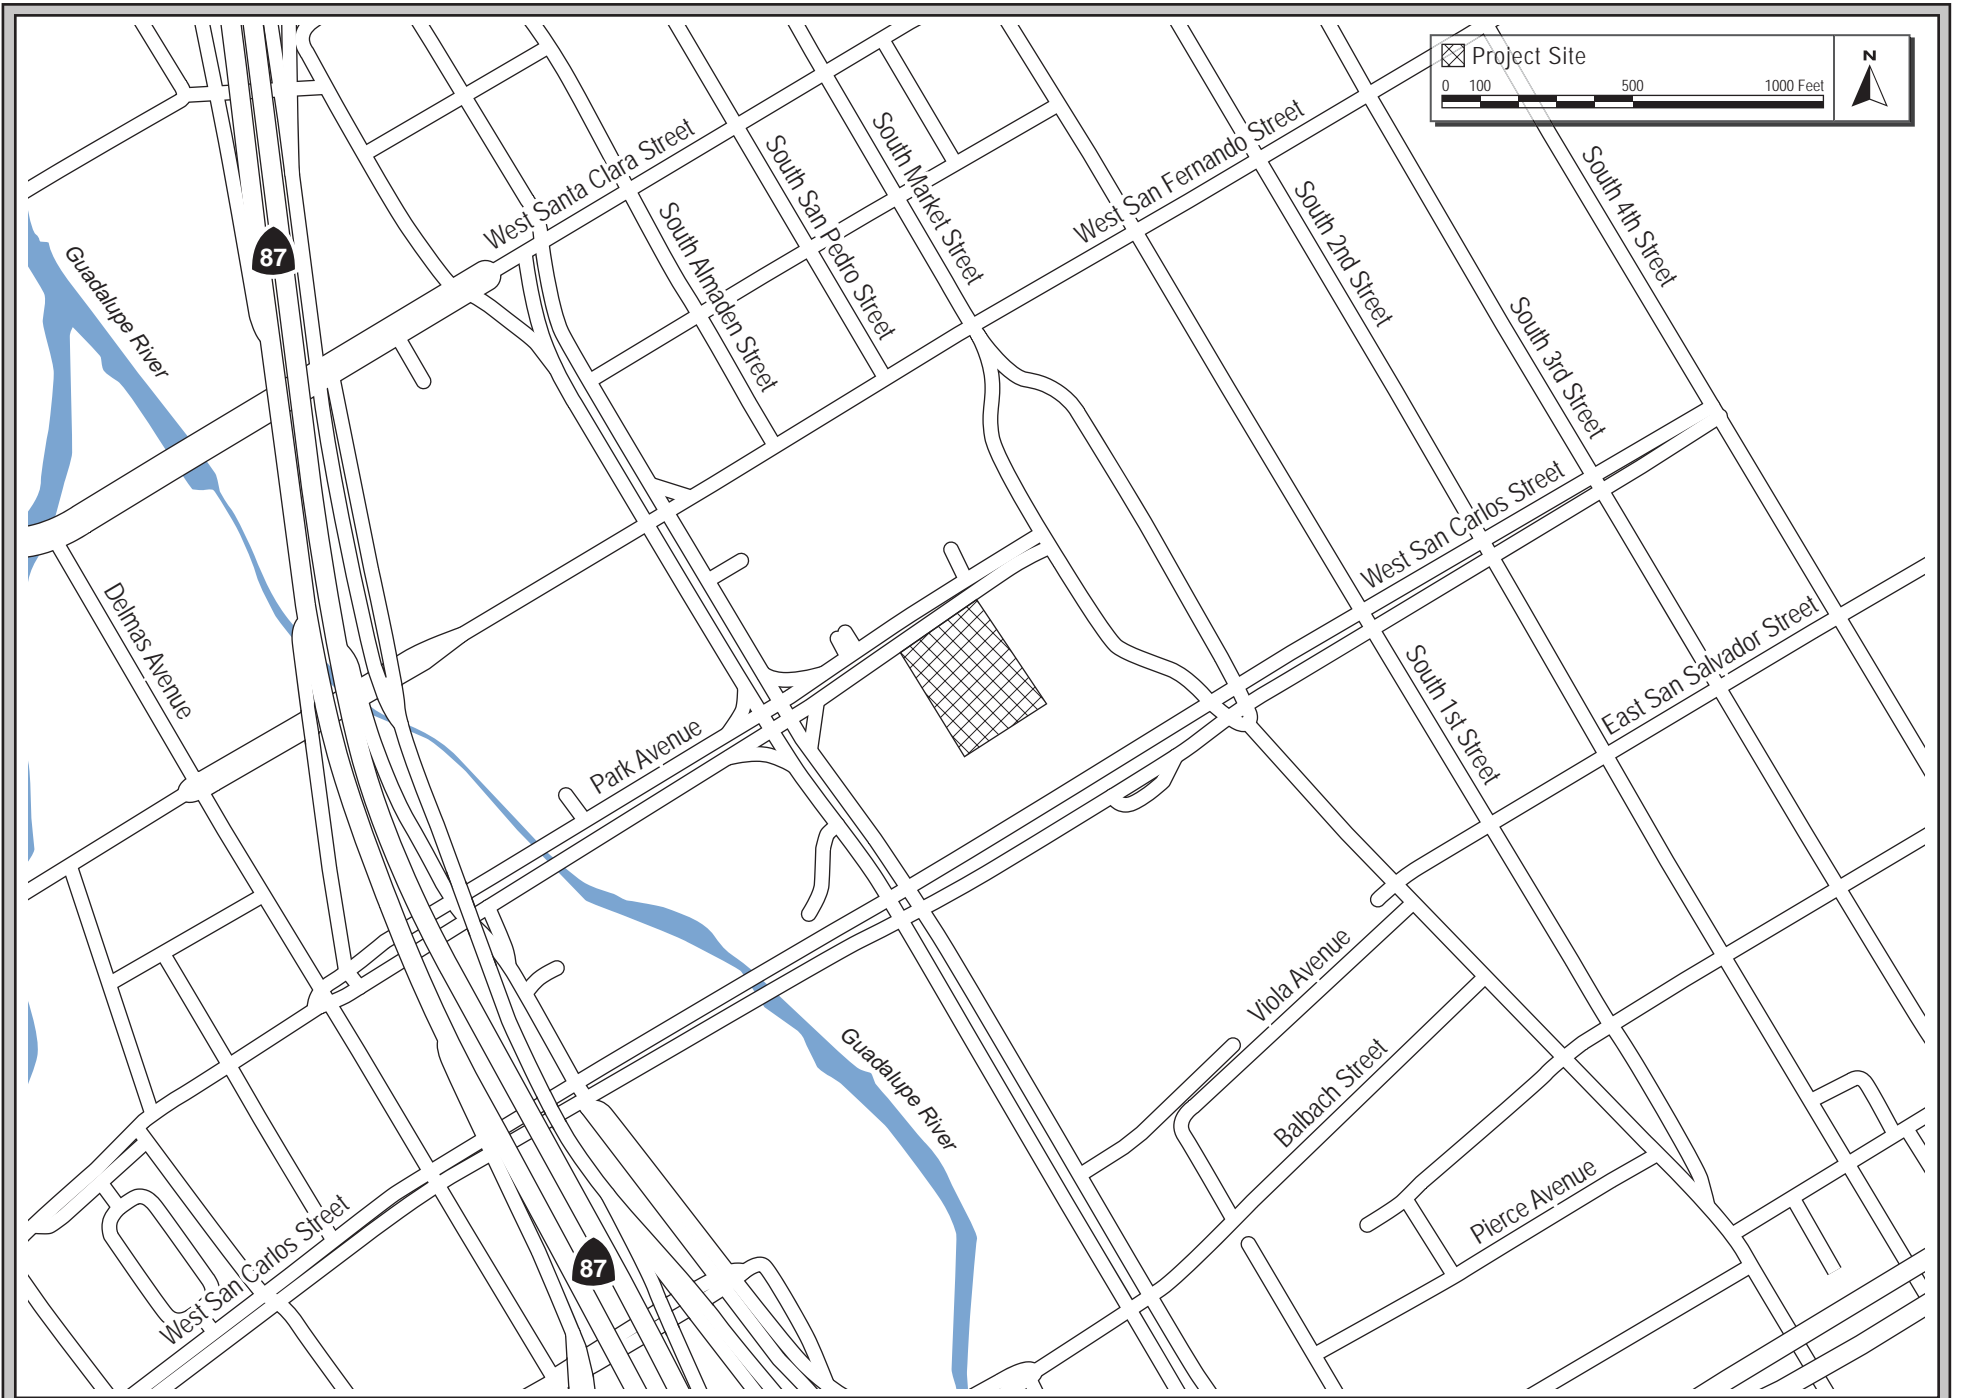 Project Site
N
0 100 500 1000 Feet
West Santa Clara Street
South San Pedro Street
South Market Street
West San Fernando Street
South 4th Street
South 2nd Street
South Almaden Street
South 3rd Street
Guadalupe River
87
West San Carlos Street
Delmas Avenue
East San Salvador Street
South 1st Street
Park Avenue
Viola Avenue
Guadalupe River
Balbach Street
Pierce Avenue
West San Carlos Street
87